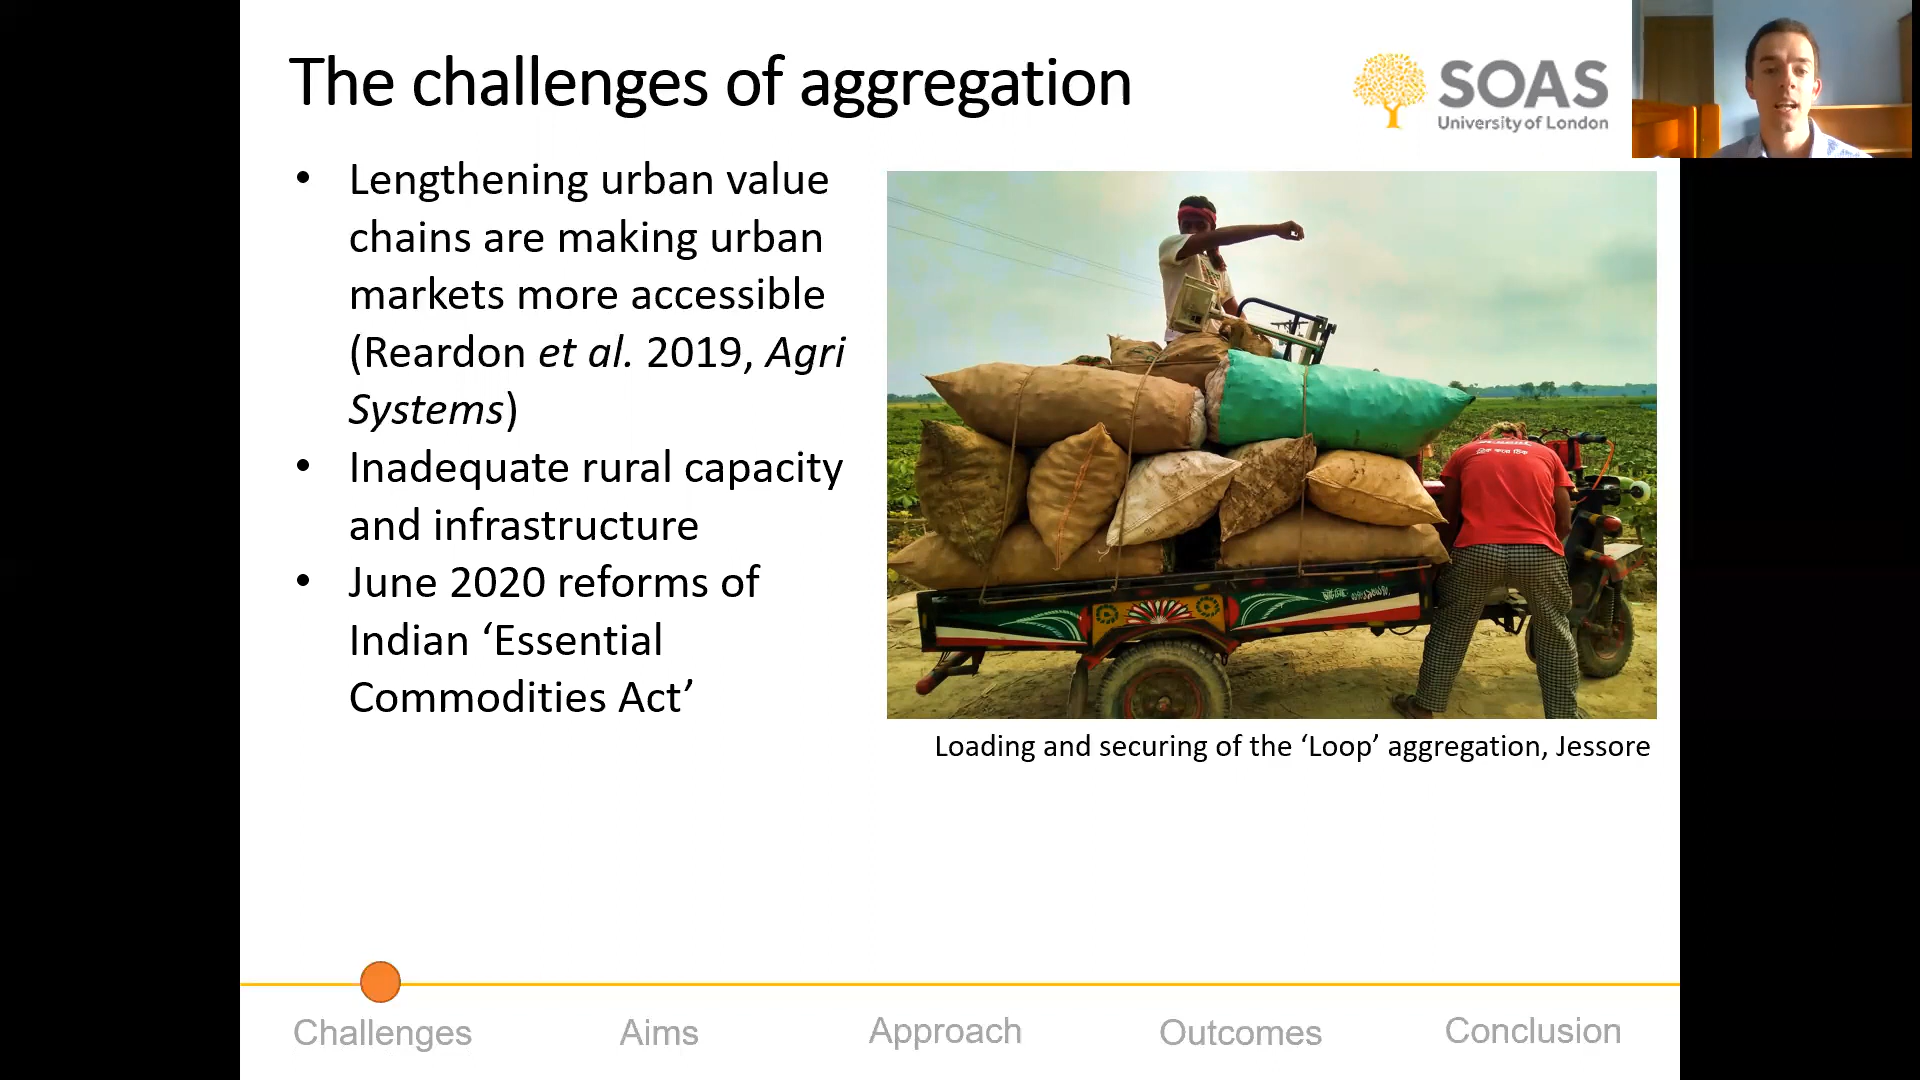 The challenges of aggregation
SOAS
University of London
• Lengthening urban value
chains are making urban
markets more accessible
(Reardon et al. 2019, Agri
Systems)
• Inadequate rural capacity
and infrastructure
• June 2020 reforms of
Indian ‘Essential
Commodities Act’
Loading and securing of the ‘Loop’ aggregation, Jessore
Challenges
Aims
Approach
Outcomes
Conclusion